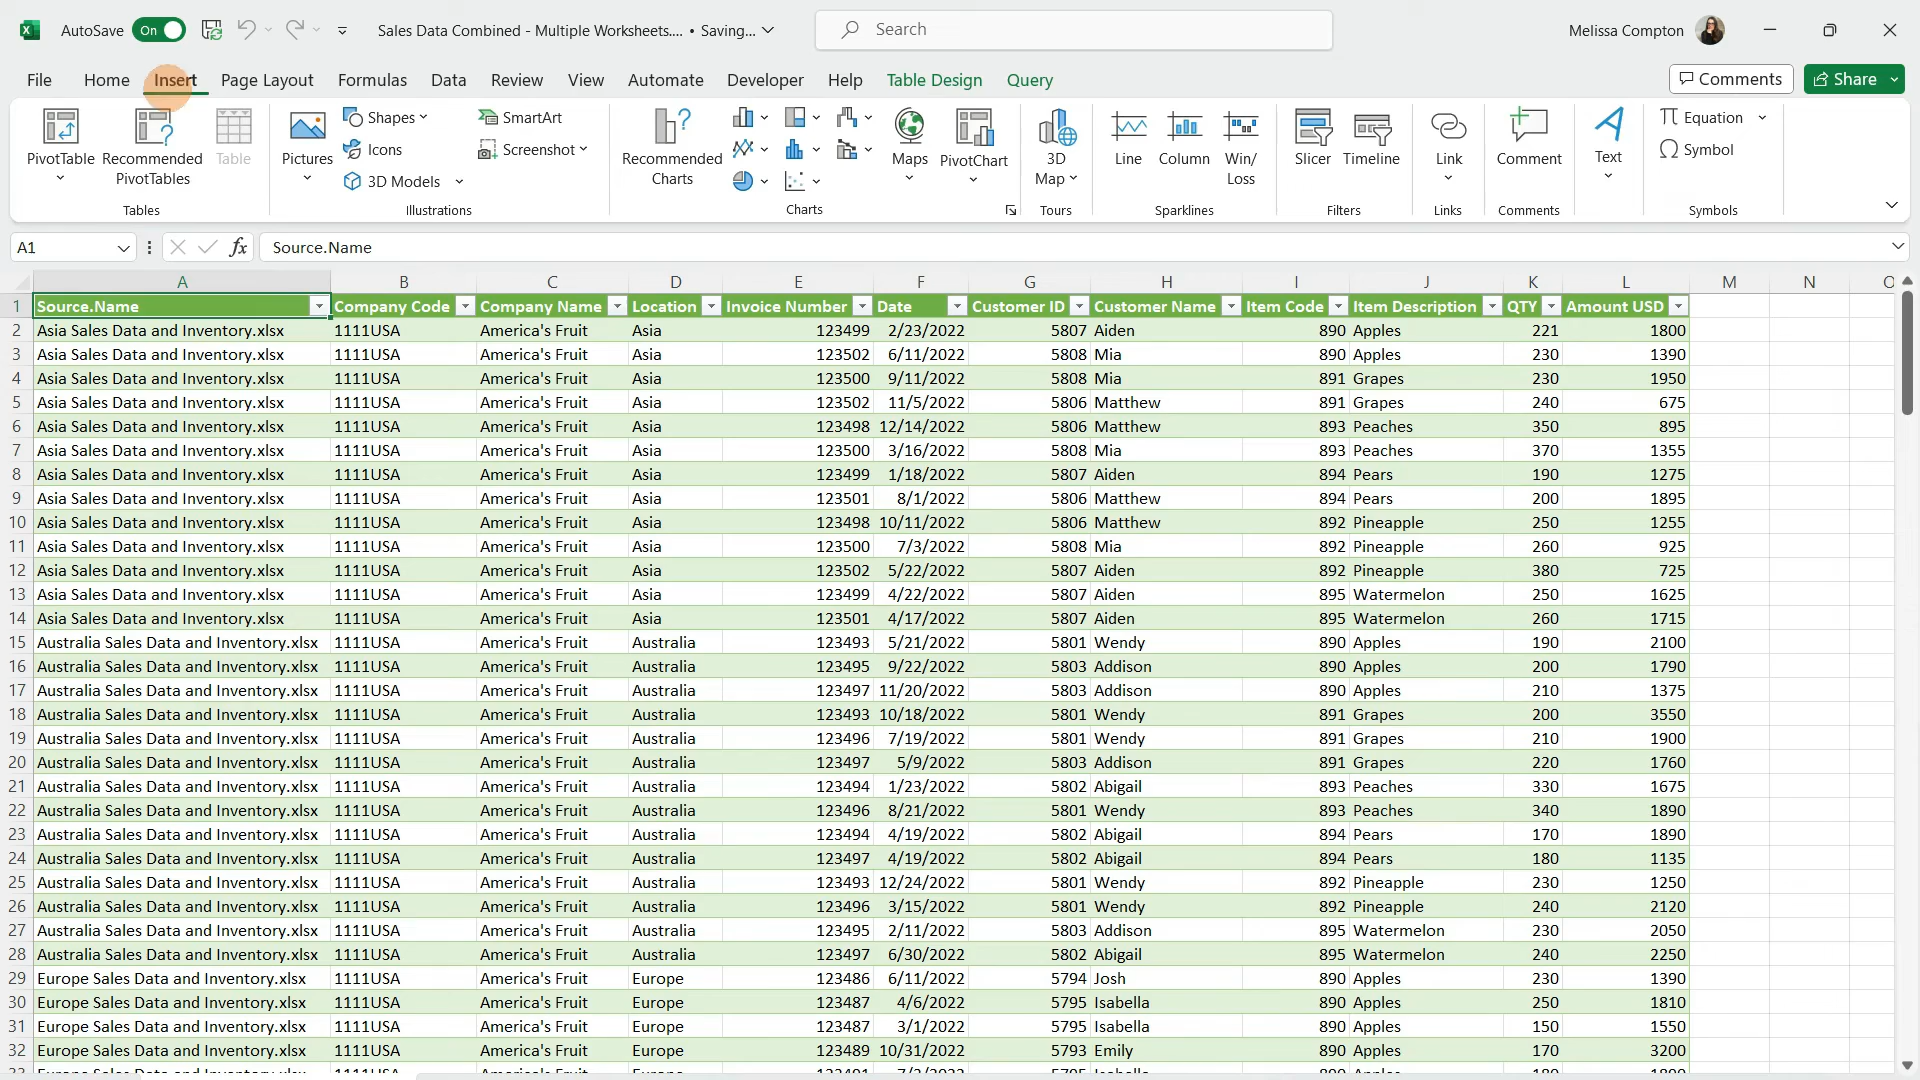 AutoSave On Sales Data Combined - Multiple Worksheets.... • Saving... Search Melissa Compton
File Home Insert Page Layout Formulas Data Review View Automate Developer Help Table Design Query Comments Share
PivotTable Recommended PivotTables Table
Tables
Pictures Shapes Icons 3D Models SmartArt Screenshot
Illustrations
Recommended Charts Maps PivotChart
Charts
3D Map
Tours
Line Column Win/Loss
Sparklines
Slicer Timeline
Filters
Link
Links
Comment
Comments
Text
Equation
Symbol
Symbols
A1 fx Source.Name
A B C D E F G H I J K L M N O
1 Source.Name Company Code Company Name Location Invoice Number Date Customer ID Customer Name Item Code Item Description QTY Amount USD
2 Asia Sales Data and Inventory.xlsx 1111USA America's Fruit Asia 123499 2/23/2022 5807 Aiden 890 Apples 221 1800
3 Asia Sales Data and Inventory.xlsx 1111USA America's Fruit Asia 123502 6/11/2022 5808 Mia 890 Apples 230 1390
4 Asia Sales Data and Inventory.xlsx 1111USA America's Fruit Asia 123500 9/11/2022 5808 Mia 891 Grapes 230 1950
5 Asia Sales Data and Inventory.xlsx 1111USA America's Fruit Asia 123502 11/5/2022 5806 Matthew 891 Grapes 240 675
6 Asia Sales Data and Inventory.xlsx 1111USA America's Fruit Asia 123498 12/14/2022 5806 Matthew 893 Peaches 350 895
7 Asia Sales Data and Inventory.xlsx 1111USA America's Fruit Asia 123500 3/16/2022 5808 Mia 893 Peaches 370 1355
8 Asia Sales Data and Inventory.xlsx 1111USA America's Fruit Asia 123499 1/18/2022 5807 Aiden 894 Pears 190 1275
9 Asia Sales Data and Inventory.xlsx 1111USA America's Fruit Asia 123501 8/1/2022 5806 Matthew 894 Pears 200 1895
10 Asia Sales Data and Inventory.xlsx 1111USA America's Fruit Asia 123498 10/11/2022 5806 Matthew 892 Pineapple 250 1255
11 Asia Sales Data and Inventory.xlsx 1111USA America's Fruit Asia 123500 7/3/2022 5808 Mia 892 Pineapple 260 925
12 Asia Sales Data and Inventory.xlsx 1111USA America's Fruit Asia 123502 5/22/2022 5807 Aiden 892 Pineapple 380 725
13 Asia Sales Data and Inventory.xlsx 1111USA America's Fruit Asia 123499 4/22/2022 5807 Aiden 895 Watermelon 250 1625
14 Asia Sales Data and Inventory.xlsx 1111USA America's Fruit Asia 123501 4/17/2022 5807 Aiden 895 Watermelon 260 1715
15 Australia Sales Data and Inventory.xlsx 1111USA America's Fruit Australia 123493 5/21/2022 5801 Wendy 890 Apples 190 2100
16 Australia Sales Data and Inventory.xlsx 1111USA America's Fruit Australia 123495 9/22/2022 5803 Addison 890 Apples 200 1790
17 Australia Sales Data and Inventory.xlsx 1111USA America's Fruit Australia 123497 11/20/2022 5803 Addison 890 Apples 210 1375
18 Australia Sales Data and Inventory.xlsx 1111USA America's Fruit Australia 123493 10/18/2022 5801 Wendy 891 Grapes 200 3550
19 Australia Sales Data and Inventory.xlsx 1111USA America's Fruit Australia 123496 7/19/2022 5801 Wendy 891 Grapes 210 1900
20 Australia Sales Data and Inventory.xlsx 1111USA America's Fruit Australia 123497 5/9/2022 5803 Addison 891 Grapes 220 1760
21 Australia Sales Data and Inventory.xlsx 1111USA America's Fruit Australia 123494 1/23/2022 5802 Abigail 893 Peaches 330 1675
22 Australia Sales Data and Inventory.xlsx 1111USA America's Fruit Australia 123496 8/21/2022 5801 Wendy 893 Peaches 340 1890
23 Australia Sales Data and Inventory.xlsx 1111USA America's Fruit Australia 123494 4/19/2022 5802 Abigail 894 Pears 170 1890
24 Australia Sales Data and Inventory.xlsx 1111USA America's Fruit Australia 123497 4/19/2022 5802 Abigail 894 Pears 180 1135
25 Australia Sales Data and Inventory.xlsx 1111USA America's Fruit Australia 123493 12/24/2022 5801 Wendy 892 Pineapple 230 1250
26 Australia Sales Data and Inventory.xlsx 1111USA America's Fruit Australia 123496 3/15/2022 5801 Wendy 892 Pineapple 240 2120
27 Australia Sales Data and Inventory.xlsx 1111USA America's Fruit Australia 123495 2/11/2022 5803 Addison 895 Watermelon 230 2050
28 Australia Sales Data and Inventory.xlsx 1111USA America's Fruit Australia 123497 6/30/2022 5802 Abigail 895 Watermelon 240 2250
29 Europe Sales Data and Inventory.xlsx 1111USA America's Fruit Europe 123486 6/11/2022 5794 Josh 890 Apples 230 1390
30 Europe Sales Data and Inventory.xlsx 1111USA America's Fruit Europe 123487 4/6/2022 5795 Isabella 890 Apples 250 1810
31 Europe Sales Data and Inventory.xlsx 1111USA America's Fruit Europe 123487 3/1/2022 5795 Isabella 890 Apples 150 1550
32 Europe Sales Data and Inventory.xlsx 1111USA America's Fruit Europe 123489 10/31/2022 5793 Emily 890 Apples 170 3200